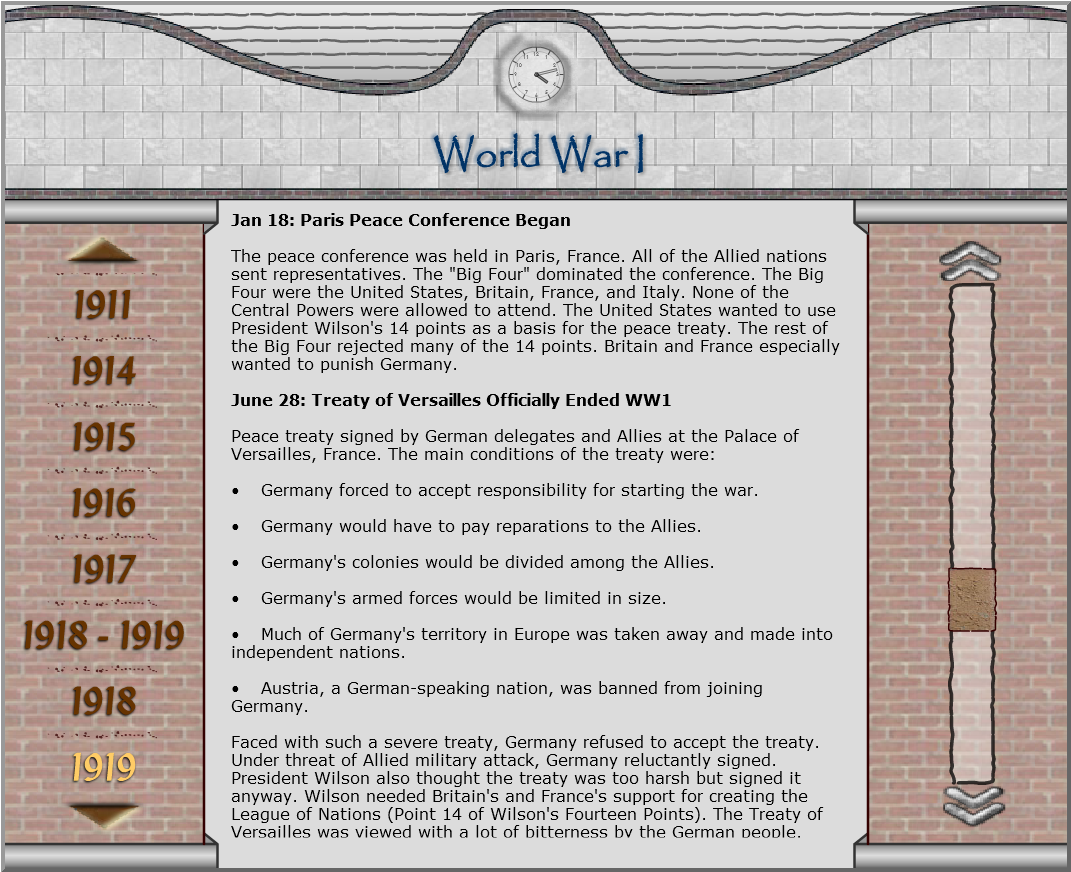 World War I
1911
1914
1915
1916
1917
1918 - 1919
1918
1919
Jan 18: Paris Peace Conference Began
The peace conference was held in Paris, France. All of the Allied nations
sent representatives. The "Big Four" dominated the conference. The Big
Four were the United States, Britain, France, and Italy. None of the
Central Powers were allowed to attend. The United States wanted to use
President Wilson's 14 points as a basis for the peace treaty. The rest of
the Big Four rejected many of the 14 points. Britain and France especially
wanted to punish Germany.
June 28: Treaty of Versailles Officially Ended WW1
Peace treaty signed by German delegates and Allies at the Palace of
Versailles, France. The main conditions of the treaty were:
• Germany forced to accept responsibility for starting the war.
• Germany would have to pay reparations to the Allies.
• Germany's colonies would be divided among the Allies.
• Germany's armed forces would be limited in size.
• Much of Germany's territory in Europe was taken away and made into
independent nations.
• Austria, a German-speaking nation, was banned from joining
Germany.
Faced with such a severe treaty, Germany refused to accept the treaty.
Under threat of Allied military attack, Germany reluctantly signed.
President Wilson also thought the treaty was too harsh but signed it
anyway. Wilson needed Britain's and France's support for creating the
League of Nations (Point 14 of Wilson's Fourteen Points). The Treaty of
Versailles was viewed with a lot of bitterness by the German people.